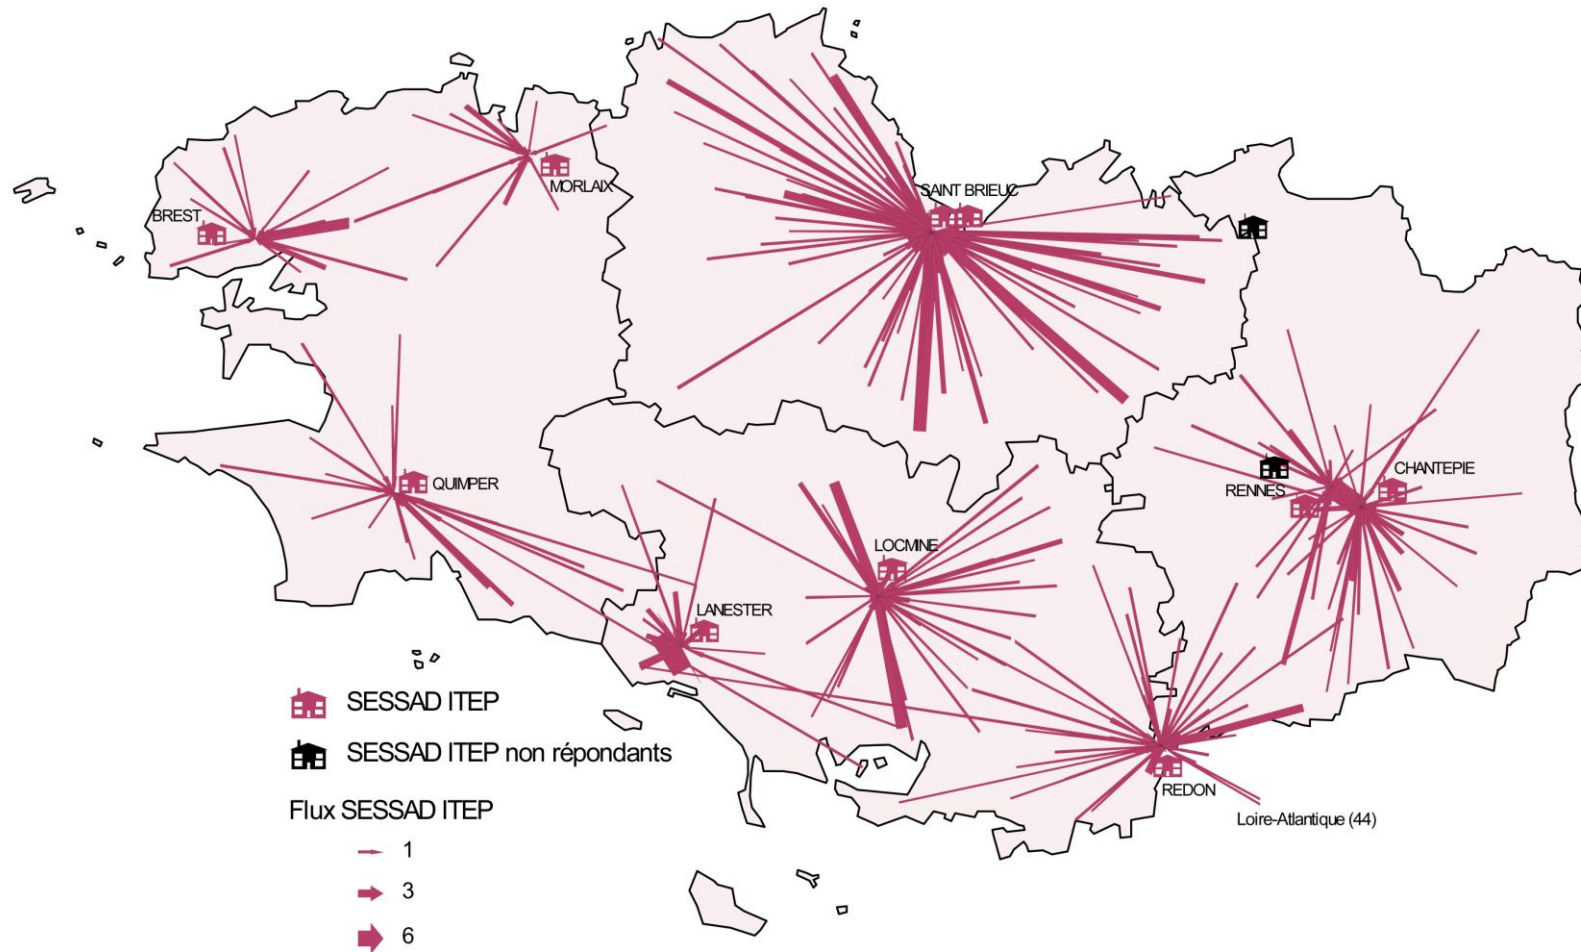 SAINT BRIEUC
MORLAIX
BREST
CHANTEPIE
QUIMPER
RENNES
LOCMINE
LANESTER
SESSAD ITEP
SESSAD ITEP non répondants
REDON
Flux SESSAD ITEP
Loire-Atlantique (44)
1
3
6